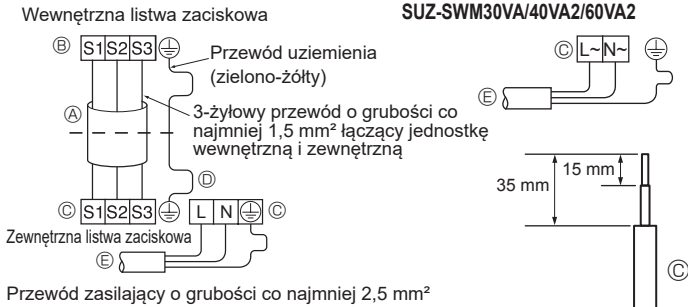 Wewnętrzna listwa zaciskowa
SUZ-SWM30VA/40VA2/60VA2
Ⓑ S1 S2 S3
Przewód uziemienia
(zielono-żółty)
Ⓒ L~ N~
Ⓔ
Ⓐ
3-żyłowy przewód o grubości co
najmniej 1,5 mm² łączący jednostkę
wewnętrzną i zewnętrzną
15 mm
35 mm
Ⓓ
Ⓒ S1 S2 S3
L N Ⓒ
Zewnętrzna listwa zaciskowa
Ⓔ
Ⓒ
Przewód zasilający o grubości co najmniej 2,5 mm²